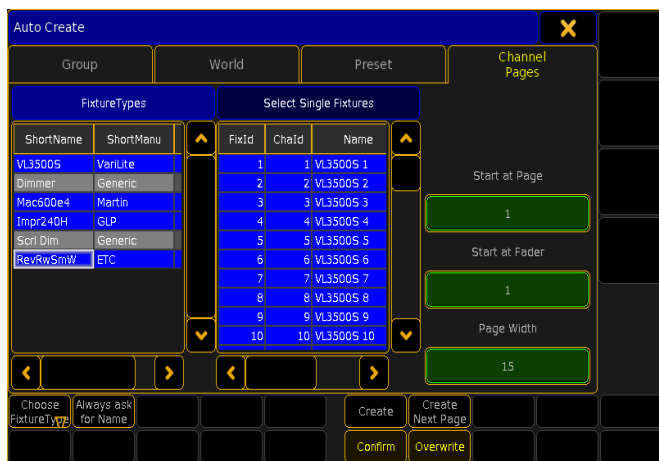 Auto Create
Group World Preset Channel Pages
FixtureTypes Select Single Fixtures
ShortName ShortManu FixId ChaId Name
VL3500S VariLite 1 1 VL3500S 1
Dimmer Generic 2 2 VL3500S 2
Mac600e4 Martin 3 3 VL3500S 3
Impr240H GLP 4 4 VL3500S 4
Scrl Dim Generic 5 5 VL3500S 5
RevRwSmW ETC 6 6 VL3500S 6
7 7 VL3500S 7
8 8 VL3500S 8
9 9 VL3500S 9
10 10 VL3500S 10
Start at Page
1
Start at Fader
1
Page Width
15
Choose FixtureType Always ask for Name Create Create Next Page
Confirm Overwrite